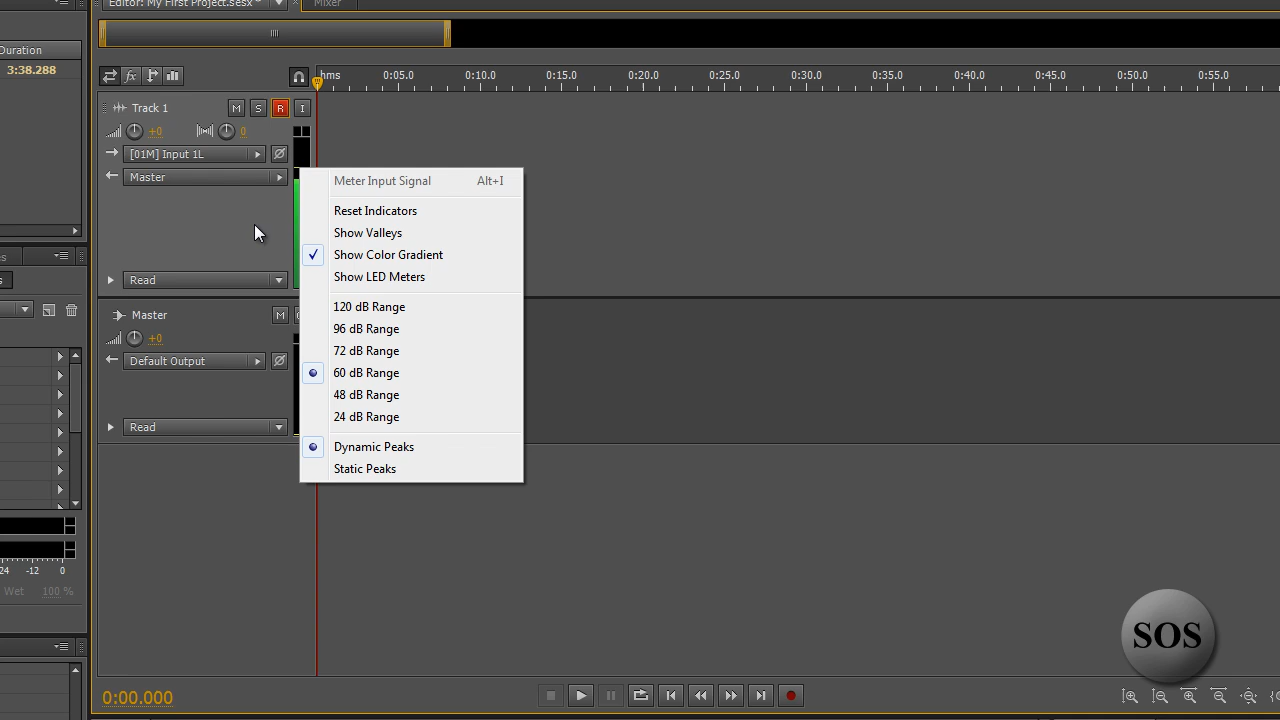 Editor: My First Project.sesx *
Mixer
Duration
3:38.288
fx
hms 0:05.0 0:10.0 0:15.0 0:20.0 0:25.0 0:30.0 0:35.0 0:40.0 0:45.0 0:50.0 0:55.0
Track 1 M S R I
+0 0
[01M] Input 1L
Master
Meter Input Signal Alt+I
Reset Indicators
Show Valleys
Show Color Gradient
Show LED Meters
Read
120 dB Range
Master M
96 dB Range
+0
72 dB Range
Default Output
60 dB Range
48 dB Range
24 dB Range
Read
Dynamic Peaks
Static Peaks
24 -12 0
Wet 100 %
SOS
0:00.000